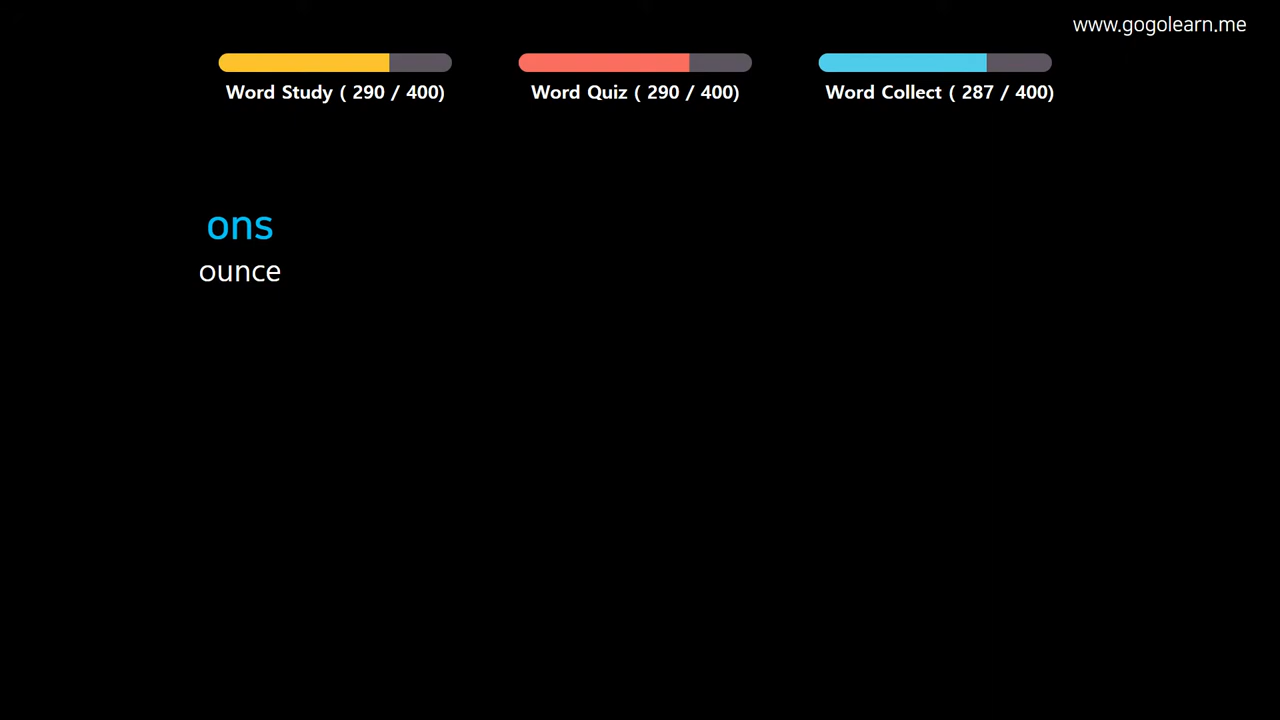 www.gogolearn.me
Word Study ( 290 / 400)
Word Quiz ( 290 / 400)
Word Collect ( 287 / 400)
ons
ounce